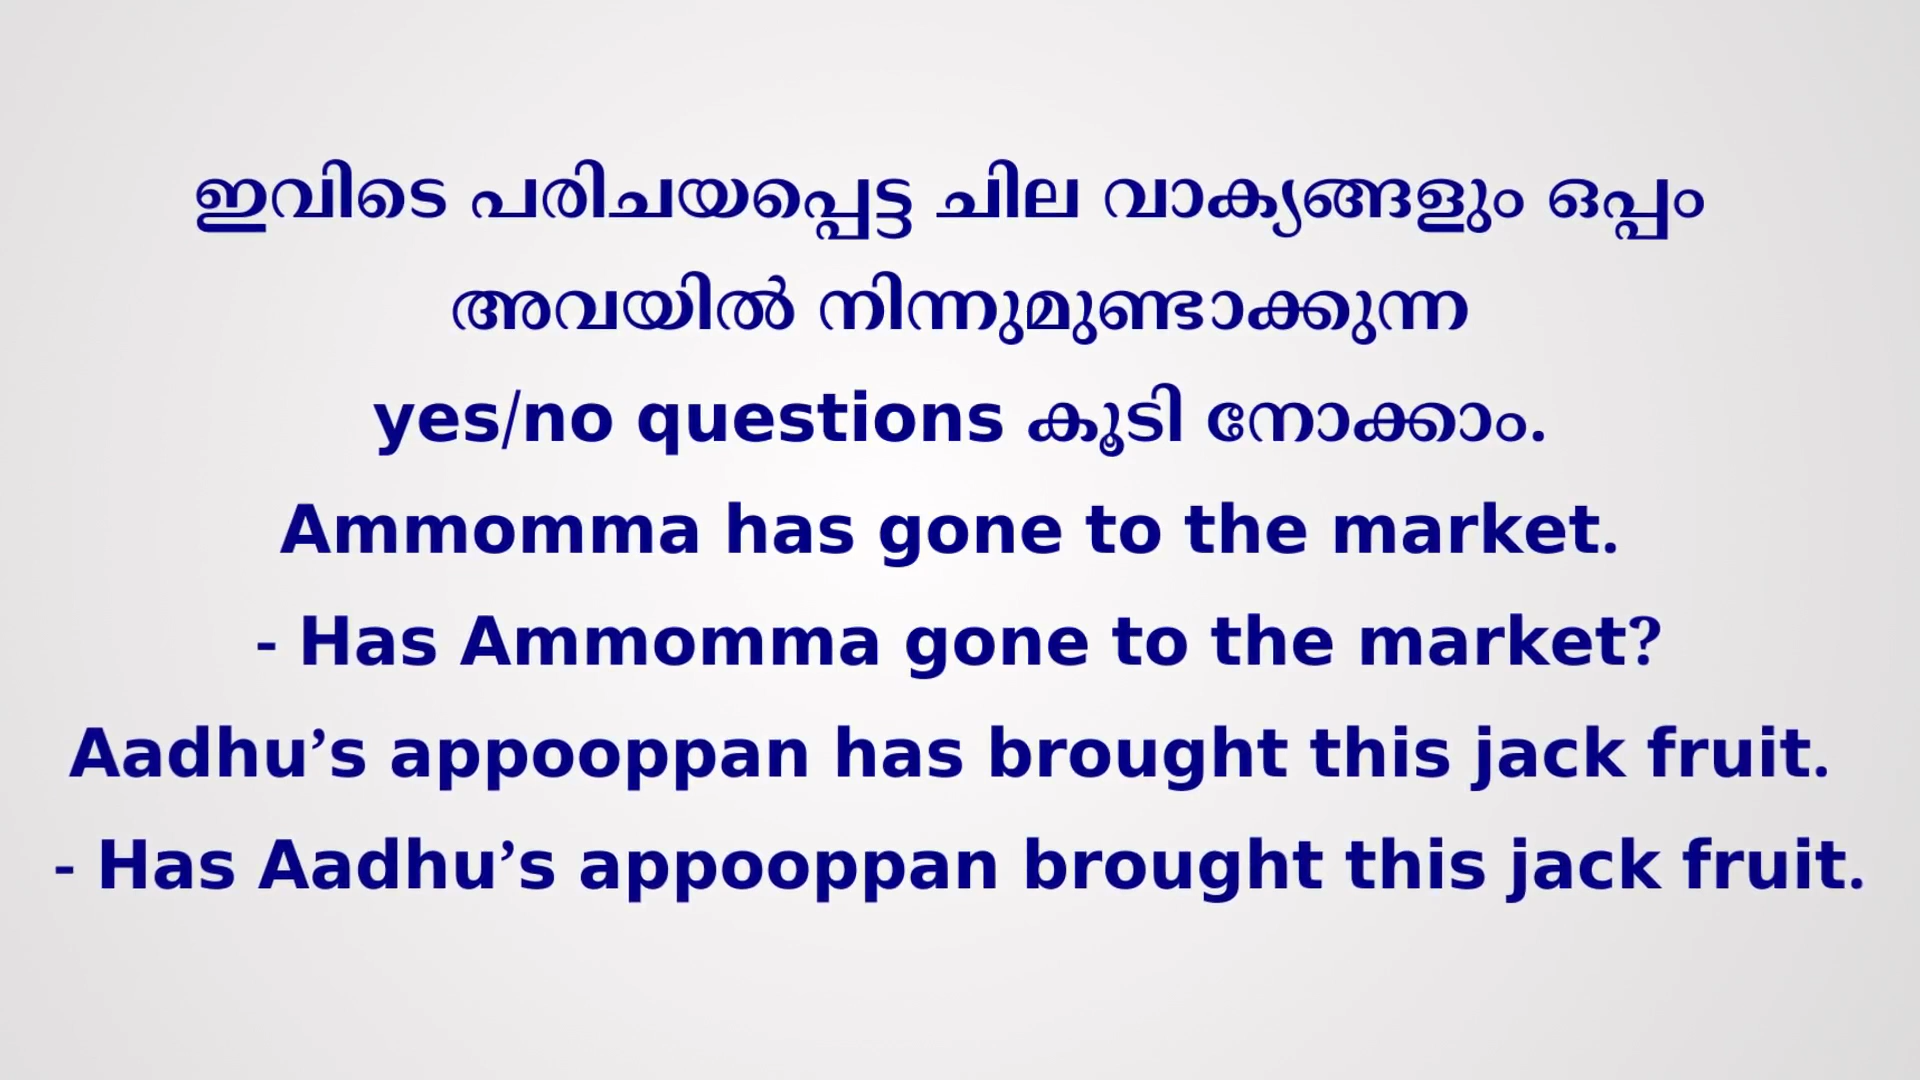 ഇവിടെ പരിചയപ്പെട്ട ചില വാക്യങ്ങളും ഒപ്പം
അവയിൽ നിന്നുമുണ്ടാക്കുന്ന
yes/no questions കൂടി നോക്കാം.
Ammomma has gone to the market.
- Has Ammomma gone to the market?
Aadhu’s appooppan has brought this jack fruit.
- Has Aadhu’s appooppan brought this jack fruit.